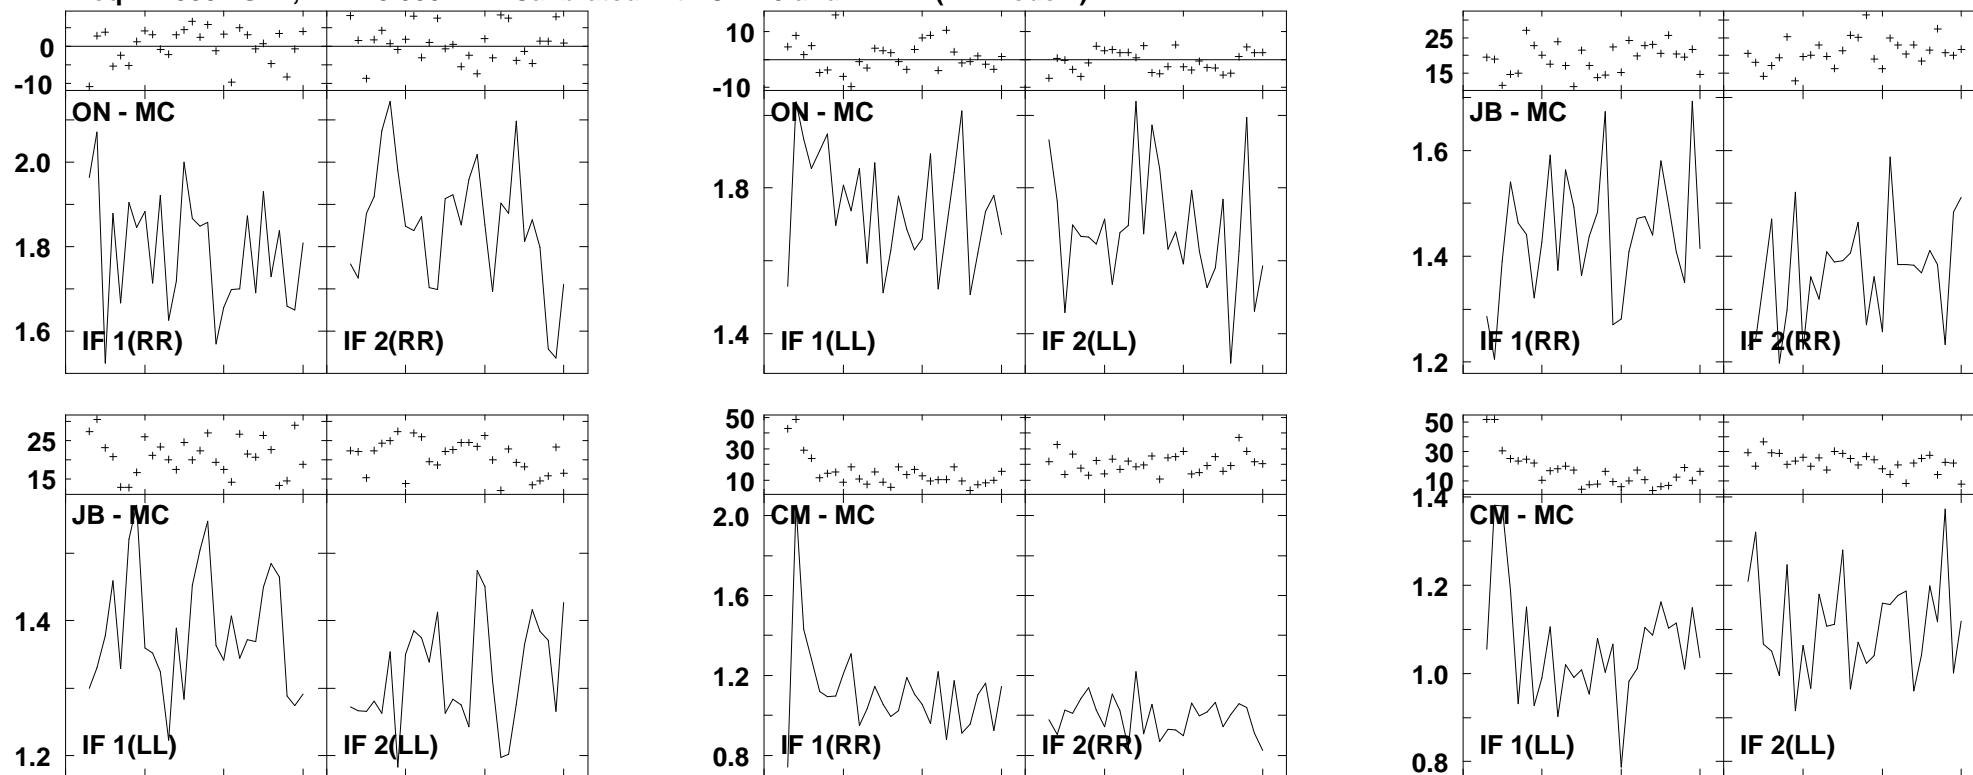 0
-10
ON - MC
2.0
1.8
1.6
IF 1(RR)
IF 2(RR)
10
0
-10
ON - MC
1.8
1.4
IF 1(LL)
IF 2(LL)
25
15
JB - MC
1.6
1.4
1.2
IF 1(RR)
IF 2(RR)
25
15
JB - MC
1.4
1.2
IF 1(LL)
IF 2(LL)
50
30
10
CM - MC
2.0
1.6
1.2
0.8
IF 1(RR)
IF 2(RR)
50
30
10
1.4
CM - MC
1.2
1.0
0.8
IF 1(LL)
IF 2(LL)